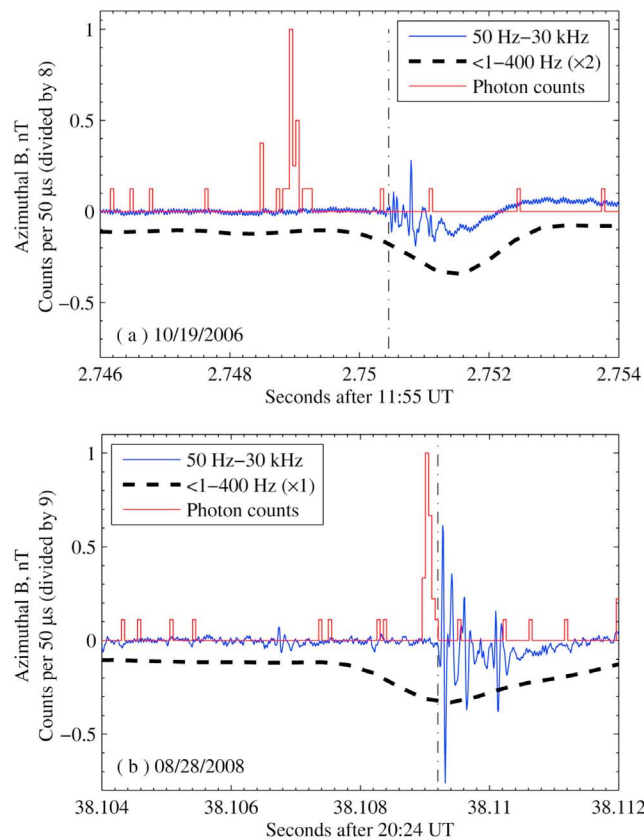 1
50 Hz−30 kHz
<1−400 Hz (×2)
Photon counts
0.5
0
−0.5
Azimuthal B, nT
Counts per 50 µs (divided by 8)
( a ) 10/19/2006
2.746 2.748 2.75 2.752 2.754
Seconds after 11:55 UT
1
50 Hz−30 kHz
<1−400 Hz (×1)
Photon counts
0.5
0
−0.5
Azimuthal B, nT
Counts per 50 µs (divided by 9)
( b ) 08/28/2008
38.104 38.106 38.108 38.11 38.112
Seconds after 20:24 UT